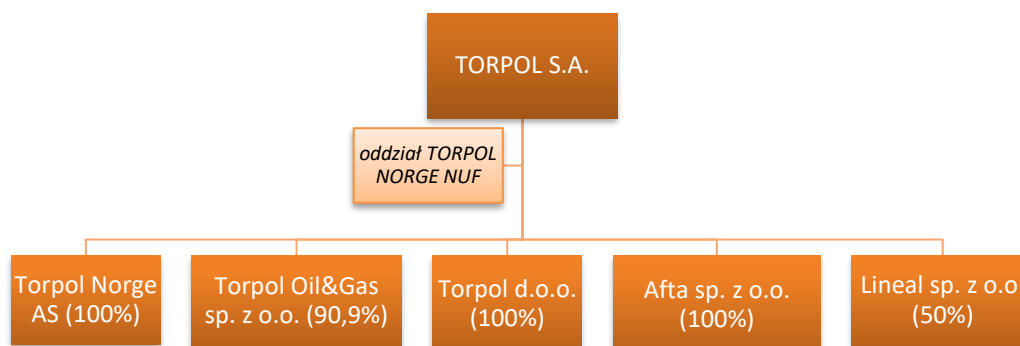 TORPOL S.A.
oddział TORPOL
NORGE NUF
Torpol Norge
AS (100%)
Torpol Oil&Gas
sp. z o.o. (90,9%)
Torpol d.o.o.
(100%)
Afta sp. z o.o.
(100%)
Lineal sp. z o.o
(50%)